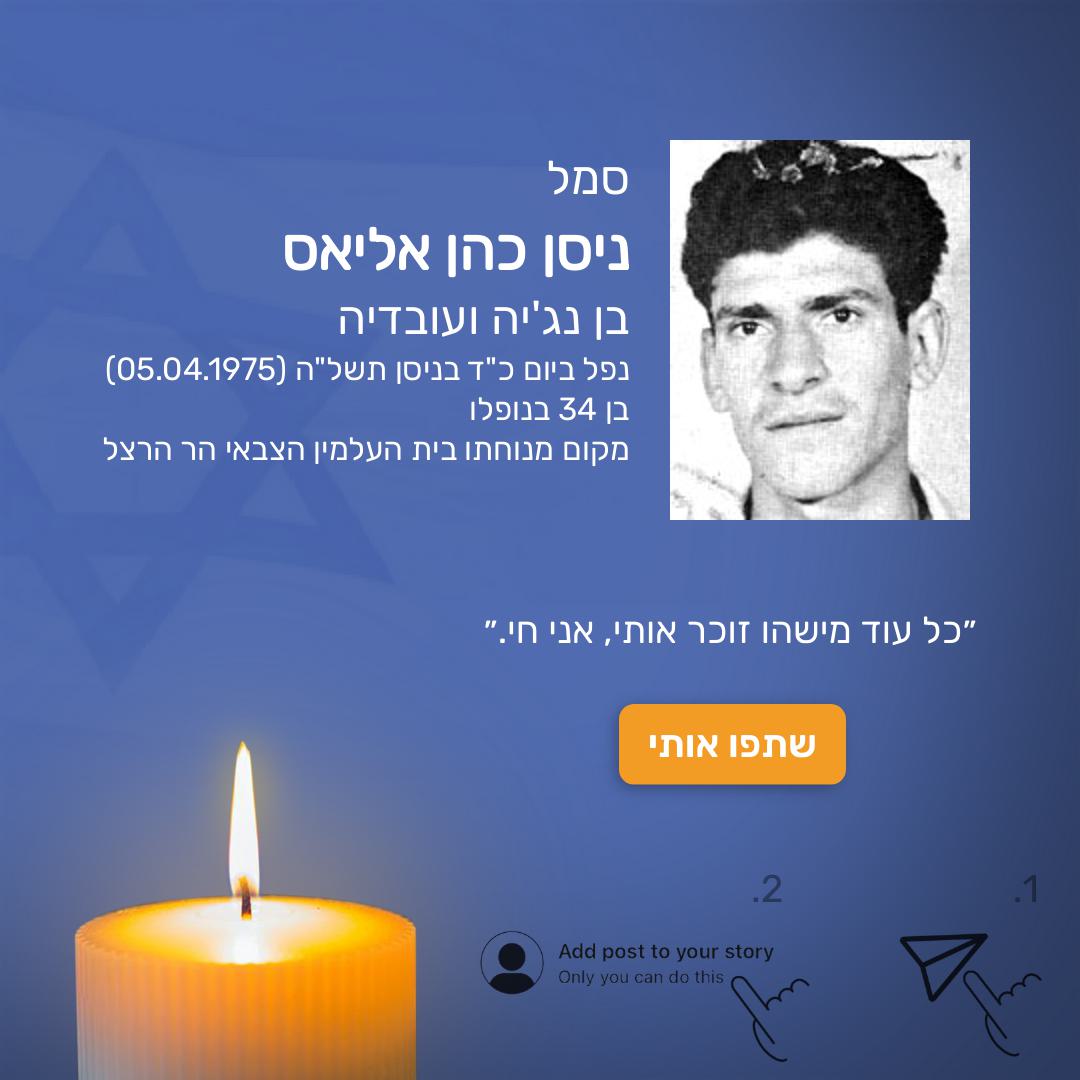 סמל
ניסן כהן אליאס
בן נג'יה ועובדיה
נפל ביום כ"ד בניסן תשל"ה (05.04.1975)
בן 34 בנופלו
מקום מנוחתו בית העלמין הצבאי הר הרצל
״כל עוד מישהו זוכר אותי, אני חי.״
שתפו אותי
1.
2.
Add post to your story
Only you can do this